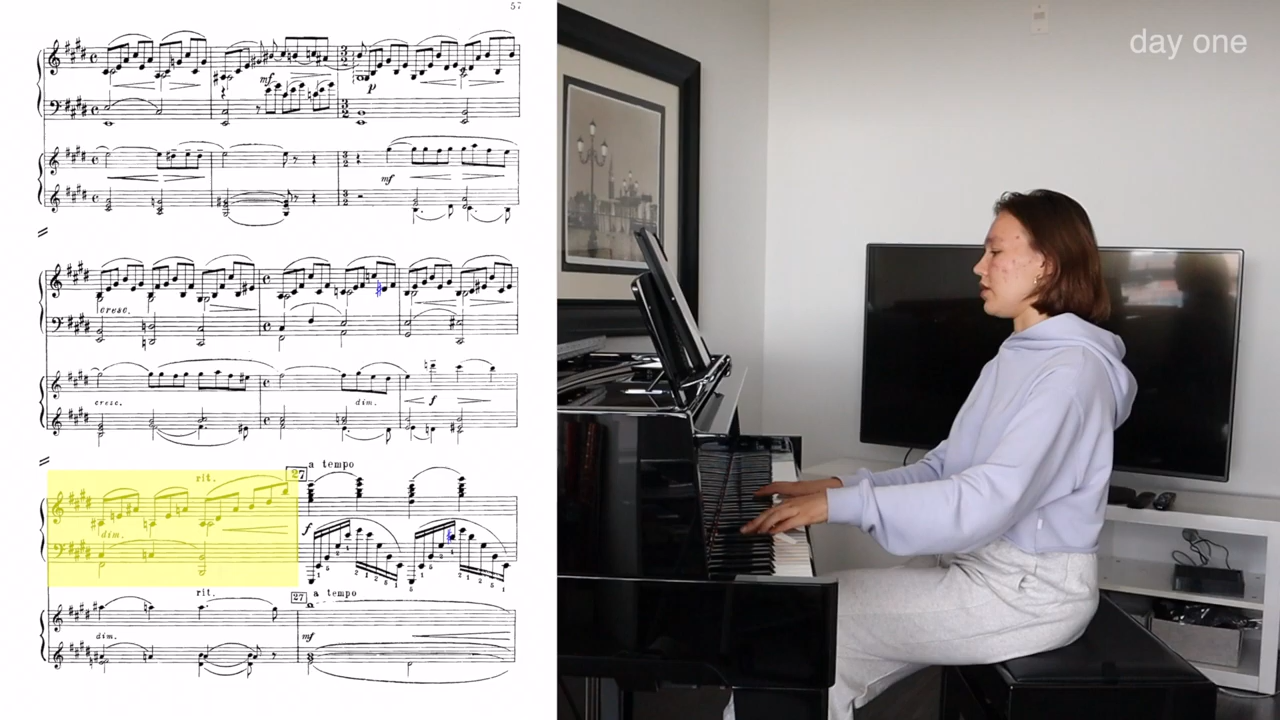 57
day one
mf
p
mf
cresc.
cresc.
dim.
f
rit.
27
a tempo
dim.
f
rit.
27
a tempo
dim.
mf